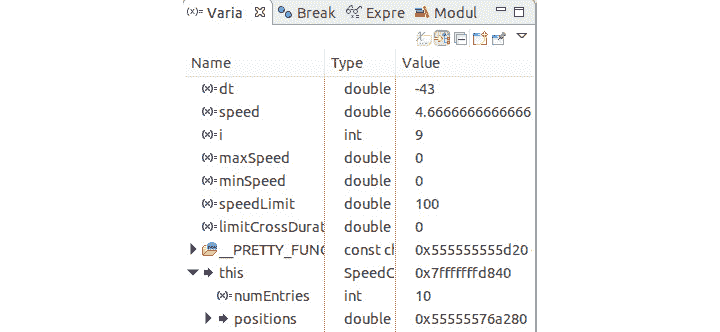 (x)= Varia Break Expre Modul
Name Type Value
(x)= dt double -43
(x)= speed double 4.6666666666666
(x)= i int 9
(x)= maxSpeed double 0
(x)= minSpeed double 0
(x)= speedLimit double 100
(x)= limitCrossDurat double 0
__PRETTY_FUNC const cl 0x555555555d20
this SpeedC 0x7fffffffd840
(x)= numEntries int 10
positions double 0x55555576a280